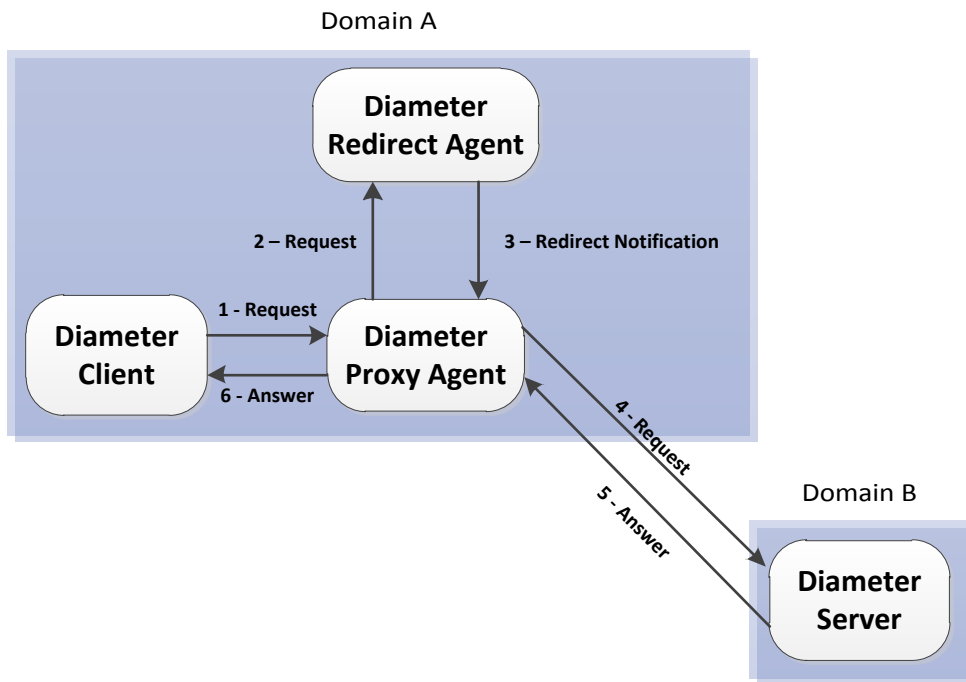 Domain A
Diameter
Redirect Agent
2 – Request
3 – Redirect Notification
1 - Request
Diameter
Client
Diameter
Proxy Agent
6 - Answer
4 - Request
5 - Answer
Domain B
Diameter
Server